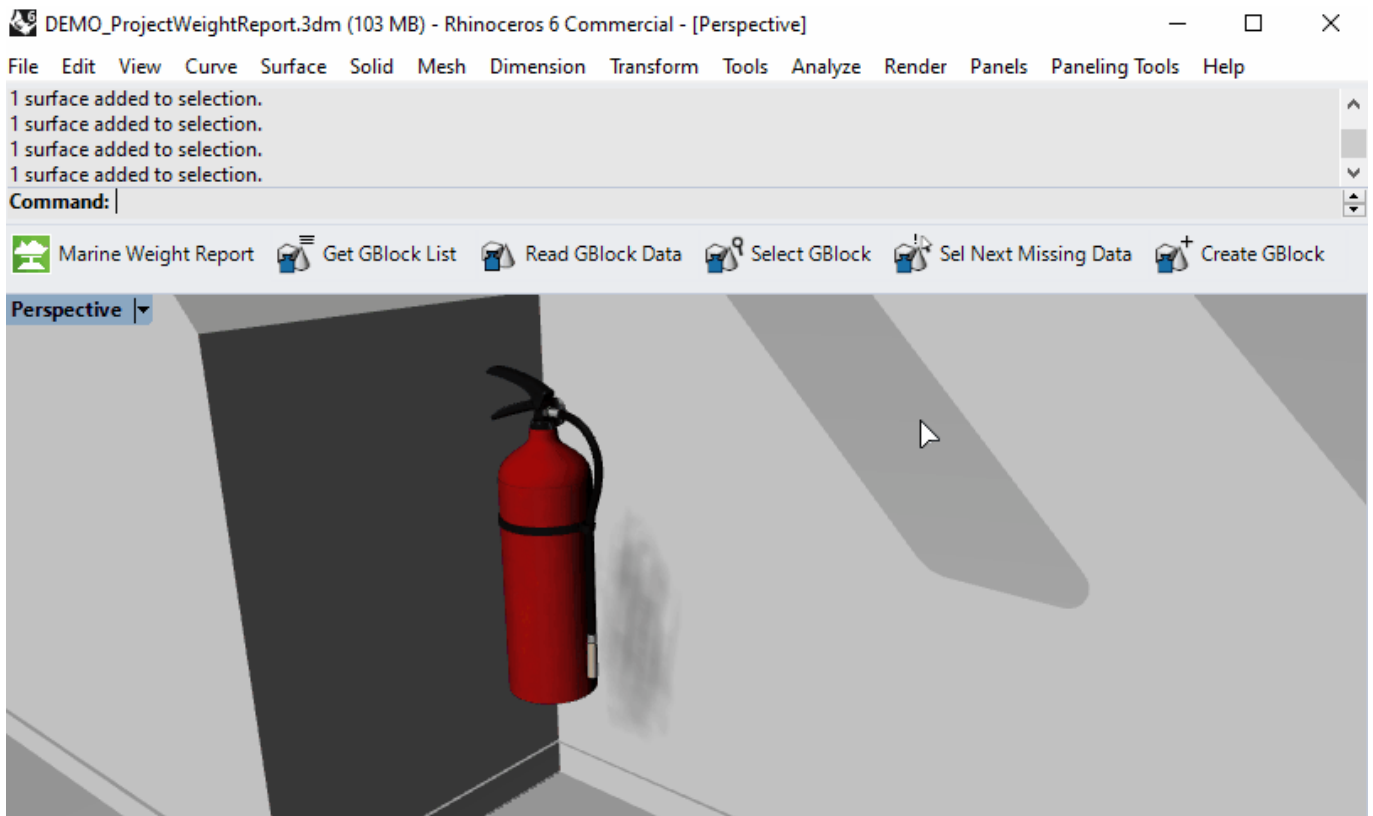 DEMO_ProjectWeightReport.3dm (103 MB) - Rhinoceros 6 Commercial - [Perspective]
File Edit View Curve Surface Solid Mesh Dimension Transform Tools Analyze Render Panels Paneling Tools Help
1 surface added to selection.
1 surface added to selection.
1 surface added to selection.
1 surface added to selection.
Command:
Marine Weight Report Get GBlock List Read GBlock Data Select GBlock Sel Next Missing Data Create GBlock
Perspective